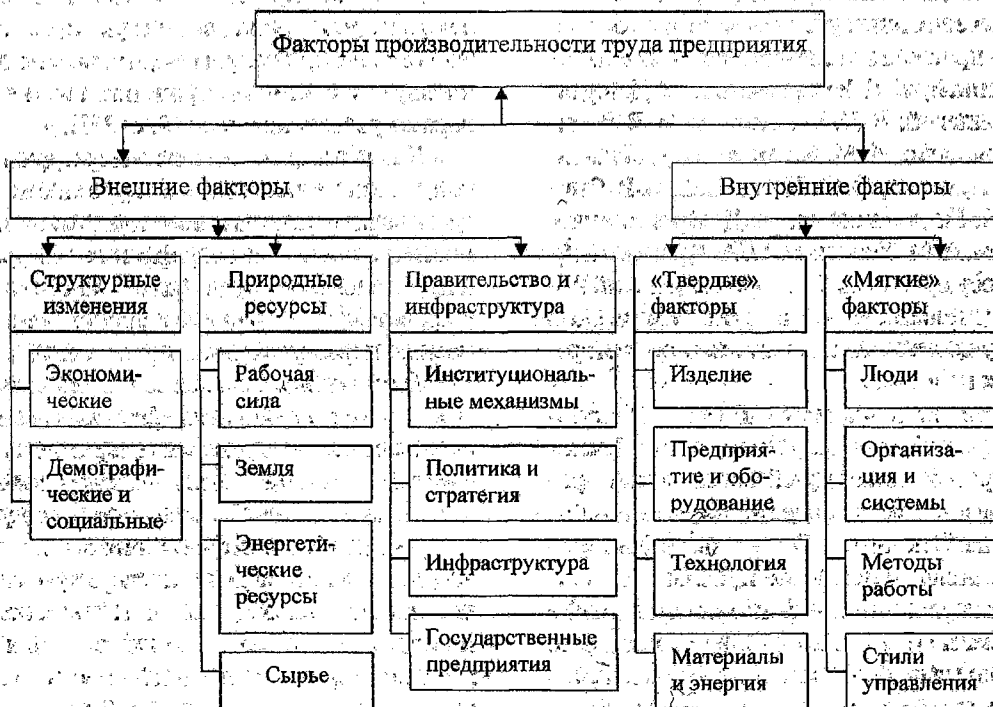 Факторы производительности труда предприятия
Внешние факторы
Внутренние факторы
Структурные
изменения
Природные
ресурсы
Правительство и
инфраструктура
«Твердые»
факторы
«Мягкие»
факторы
Экономи-
ческие
Демографи-
ческие и
социальные
Рабочая
сила
Земля
Энергети-
ческие
ресурсы
Сырье
Институциональ-
ные механизмы
Политика и
стратегия
Инфраструктура
Государственные
предприятия
Изделие
Предприя-
тие и обо-
рудование
Технология
Материалы
и энергия
Люди
Организа-
ция и
системы
Методы
работы
Стили
управления